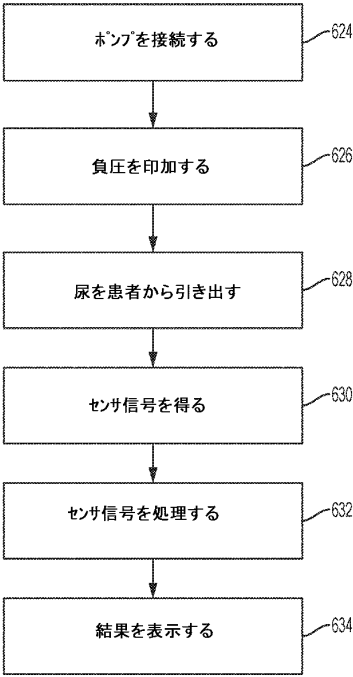 ﾎﾟﾝﾌﾟを接続する
624
負圧を印加する
626
尿を患者から引き出す
628
ｾﾝｻ信号を得る
630
ｾﾝｻ信号を処理する
632
結果を表示する
634